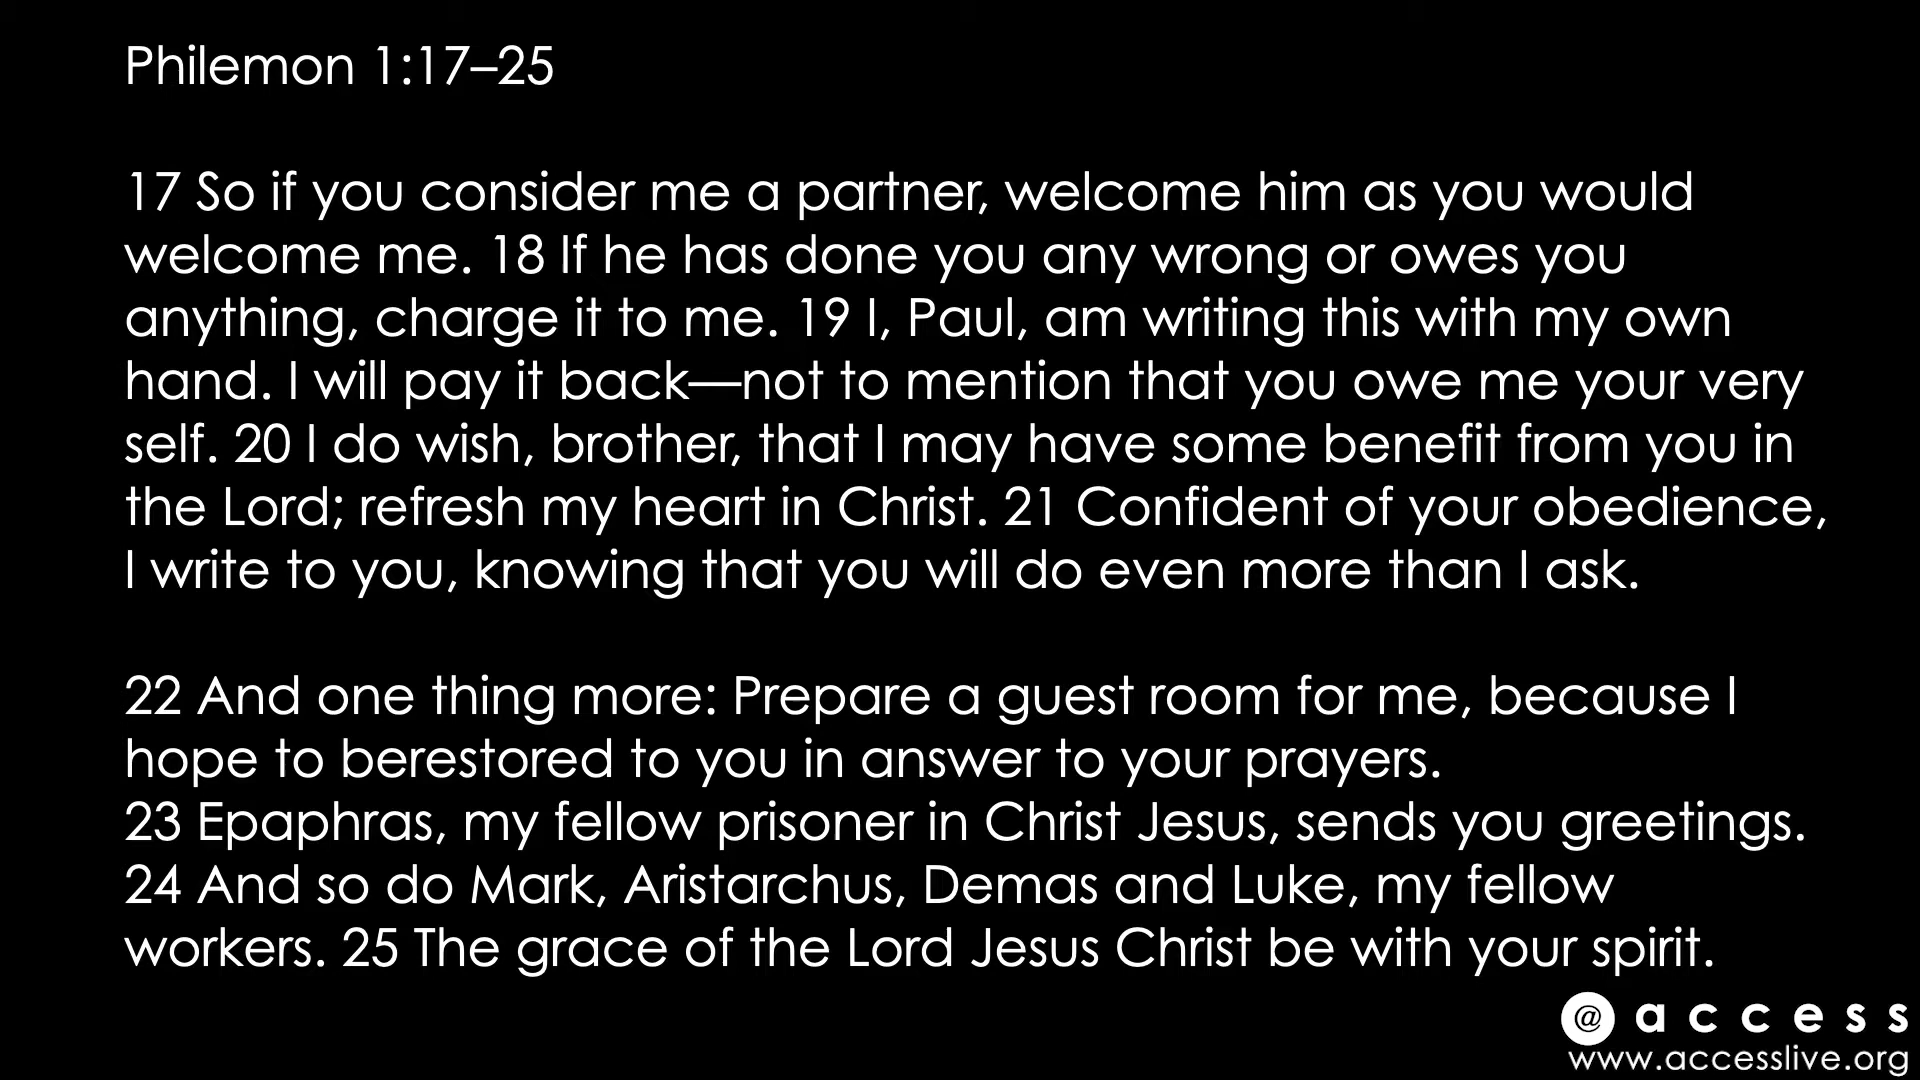 Philemon 1:17–25
17 So if you consider me a partner, welcome him as you would
welcome me. 18 If he has done you any wrong or owes you
anything, charge it to me. 19 I, Paul, am writing this with my own
hand. I will pay it back—not to mention that you owe me your very
self. 20 I do wish, brother, that I may have some benefit from you in
the Lord; refresh my heart in Christ. 21 Confident of your obedience,
I write to you, knowing that you will do even more than I ask.
22 And one thing more: Prepare a guest room for me, because I
hope to berestored to you in answer to your prayers.
23 Epaphras, my fellow prisoner in Christ Jesus, sends you greetings.
24 And so do Mark, Aristarchus, Demas and Luke, my fellow
workers. 25 The grace of the Lord Jesus Christ be with your spirit.
@ access
www.accesslive.org